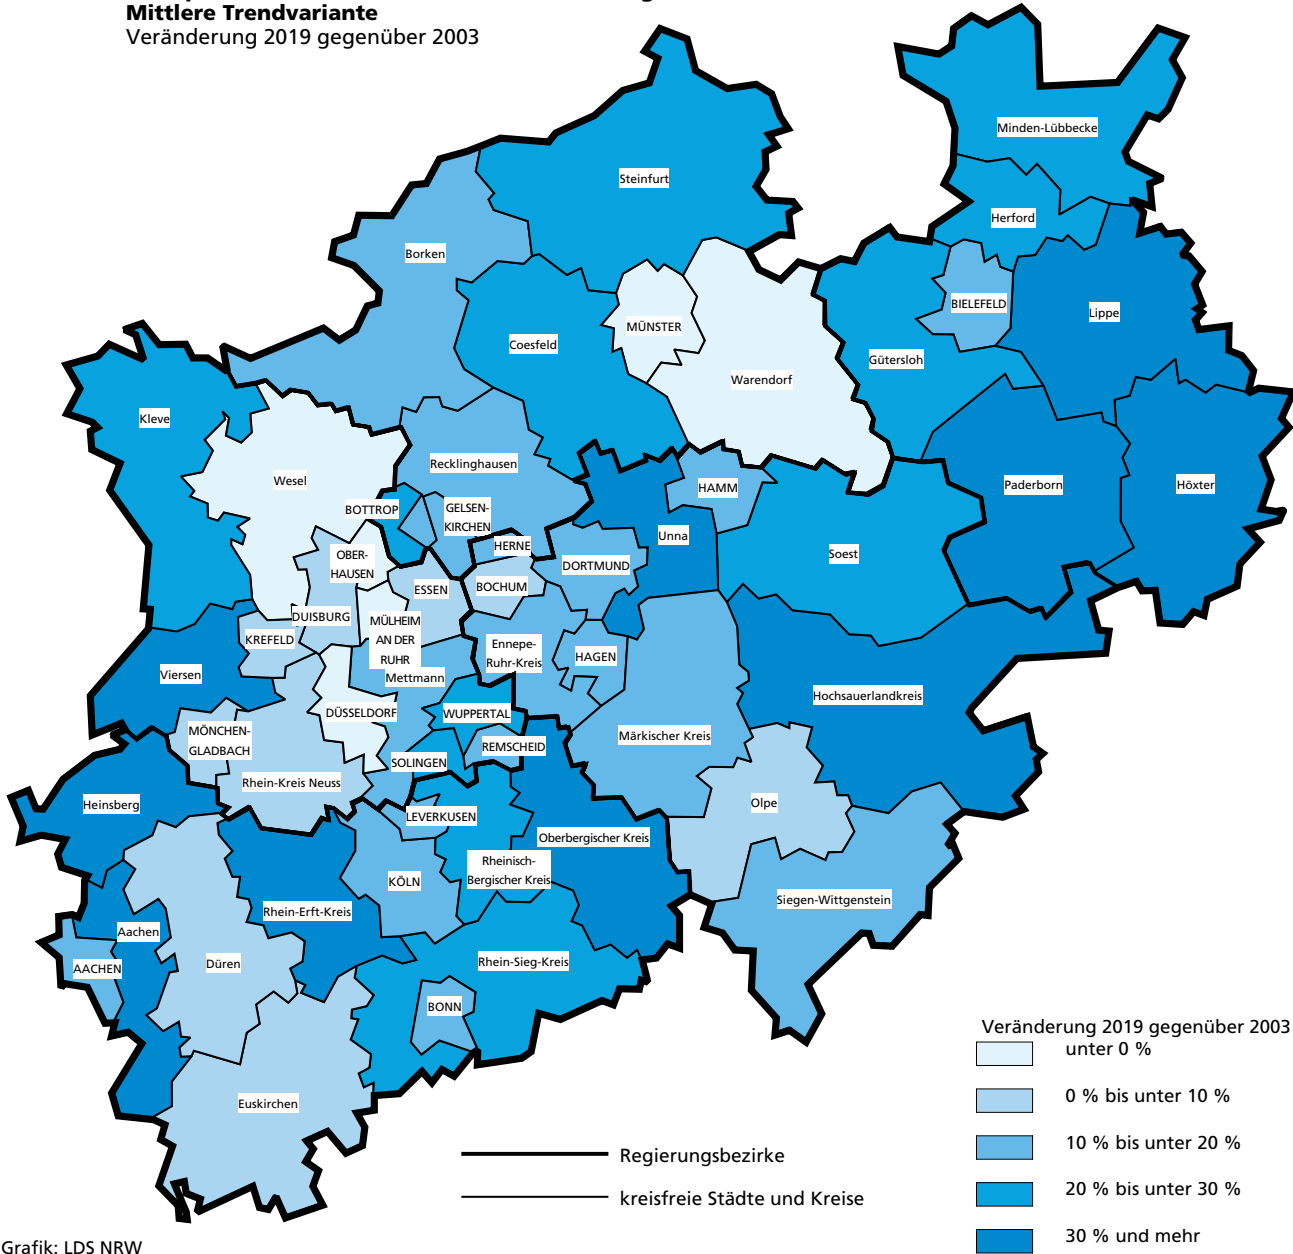 Mittlere Trendvariante
Veränderung 2019 gegenüber 2003
Minden-Lübbecke
Steinfurt
Herford
Borken
BIELEFELD
Lippe
MÜNSTER
Coesfeld
Gütersloh
Warendorf
Kleve
Recklinghausen
Wesel
HAMM
Paderborn
Höxter
BOTTROP
GELSEN-
KIRCHEN
Unna
HERNE
Soest
OBER-
HAUSEN
DORTMUND
ESSEN
BOCHUM
DUISBURG
MÜLHEIM
AN DER
RUHR
KREFELD
Ennepe-
Ruhr-Kreis
HAGEN
Viersen
Mettmann
Hochsauerlandkreis
DÜSSELDORF
WUPPERTAL
MÖNCHEN-
GLADBACH
Märkischer Kreis
REMSCHEID
SOLINGEN
Rhein-Kreis Neuss
Heinsberg
Olpe
LEVERKUSEN
Oberbergischer Kreis
Rheinisch-
Bergischer Kreis
KÖLN
Siegen-Wittgenstein
Rhein-Erft-Kreis
Aachen
Rhein-Sieg-Kreis
Düren
AACHEN
BONN
Euskirchen
Veränderung 2019 gegenüber 2003
unter 0 %
0 % bis unter 10 %
10 % bis unter 20 %
20 % bis unter 30 %
30 % und mehr
Regierungsbezirke
kreisfreie Städte und Kreise
Grafik: LDS NRW